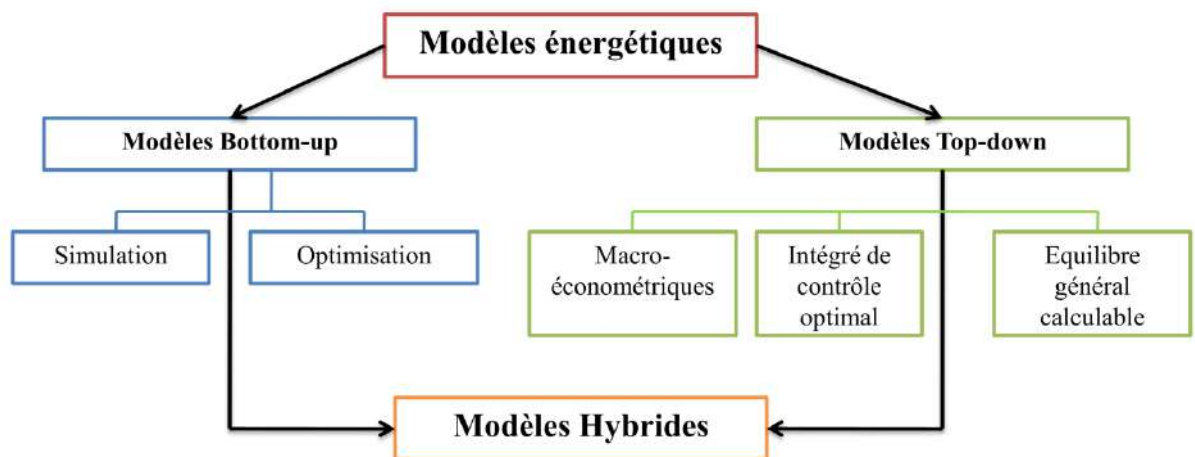 Modèles énergétiques
Modèles Bottom-up
Modèles Top-down
Simulation
Optimisation
Macro-
économétriques
Intégré de
contrôle
optimal
Equilibre
général
calculable
Modèles Hybrides